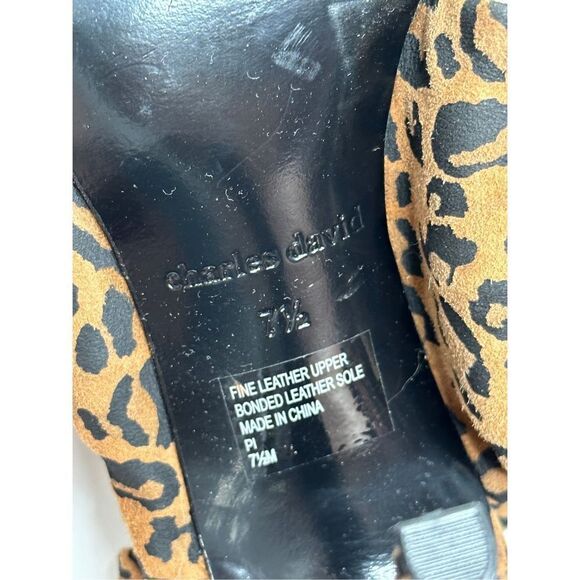 charles david
7½
FINE LEATHER UPPER
BONDED LEATHER SOLE
MADE IN CHINA
PI
7½M